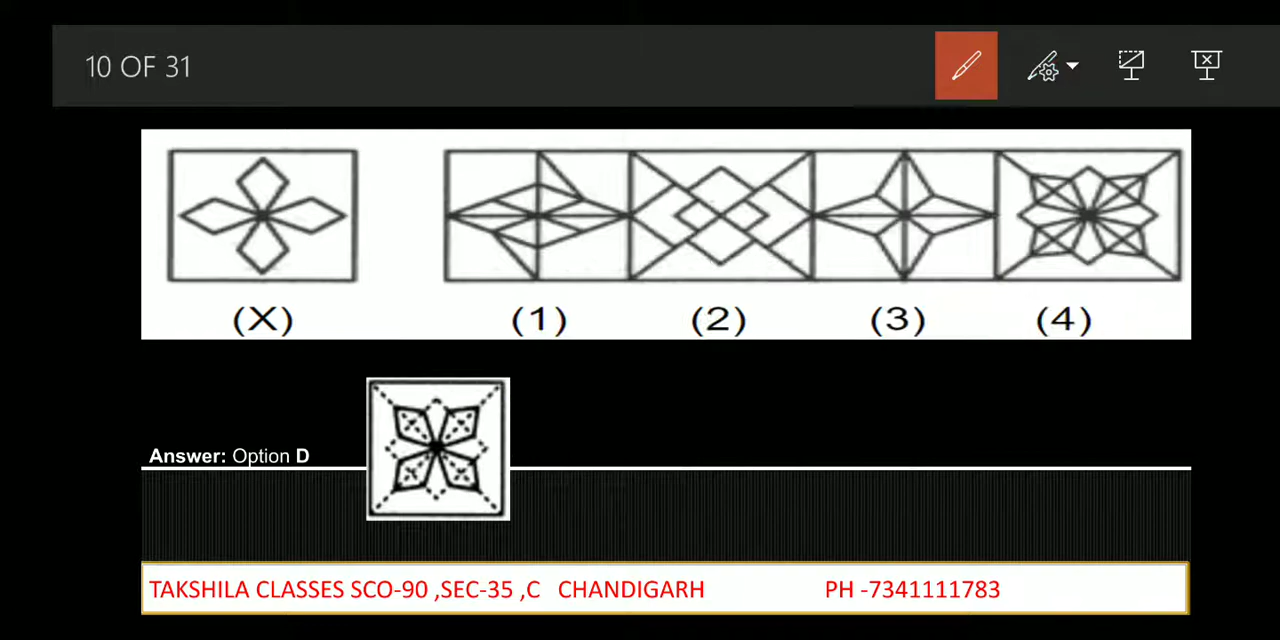 10 OF 31
(X) (1) (2) (3) (4)
Answer: Option D
TAKSHILA CLASSES SCO-90 ,SEC-35 ,C CHANDIGARH PH -7341111783